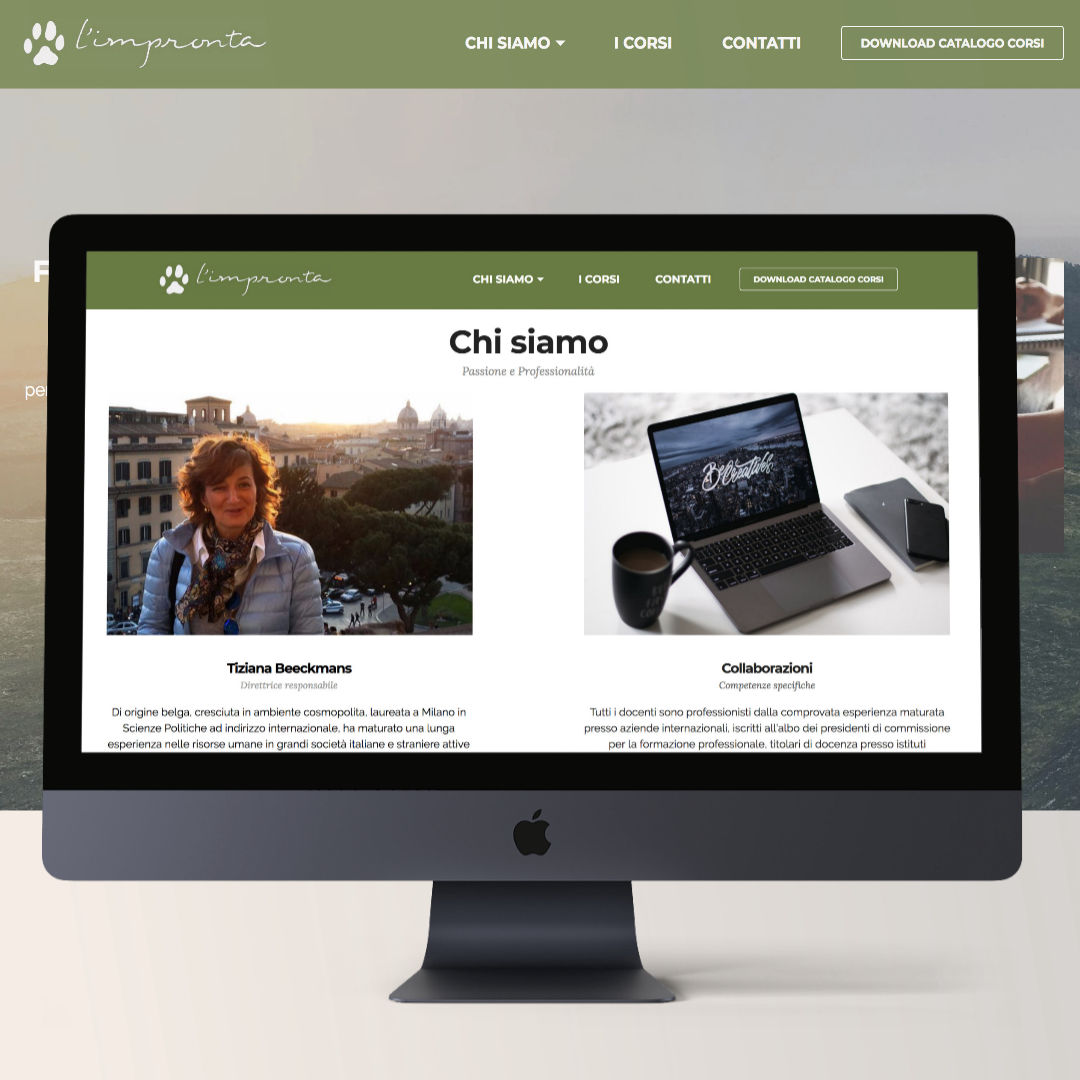 l'impronta
CHI SIAMO
I CORSI
CONTATTI
DOWNLOAD CATALOGO CORSI
l'impronta
CHI SIAMO
I CORSI
CONTATTI
DOWNLOAD CATALOGO CORSI
Chi siamo
Passione e Professionalità
BCreatives
Tiziana Beeckmans
Direttrice responsabile
Di origine belga, cresciuta in ambiente cosmopolita, laureata a Milano in
Scienze Politiche ad indirizzo internazionale, ha maturato una lunga
esperienza nelle risorse umane in grandi società italiane e straniere attive
Collaborazioni
Competenze specifiche
Tutti i docenti sono professionisti dalla comprovata esperienza maturata
presso aziende internazionali, iscritti all'albo dei presidenti di commissione
per la formazione professionale, titolari di docenza presso istituti